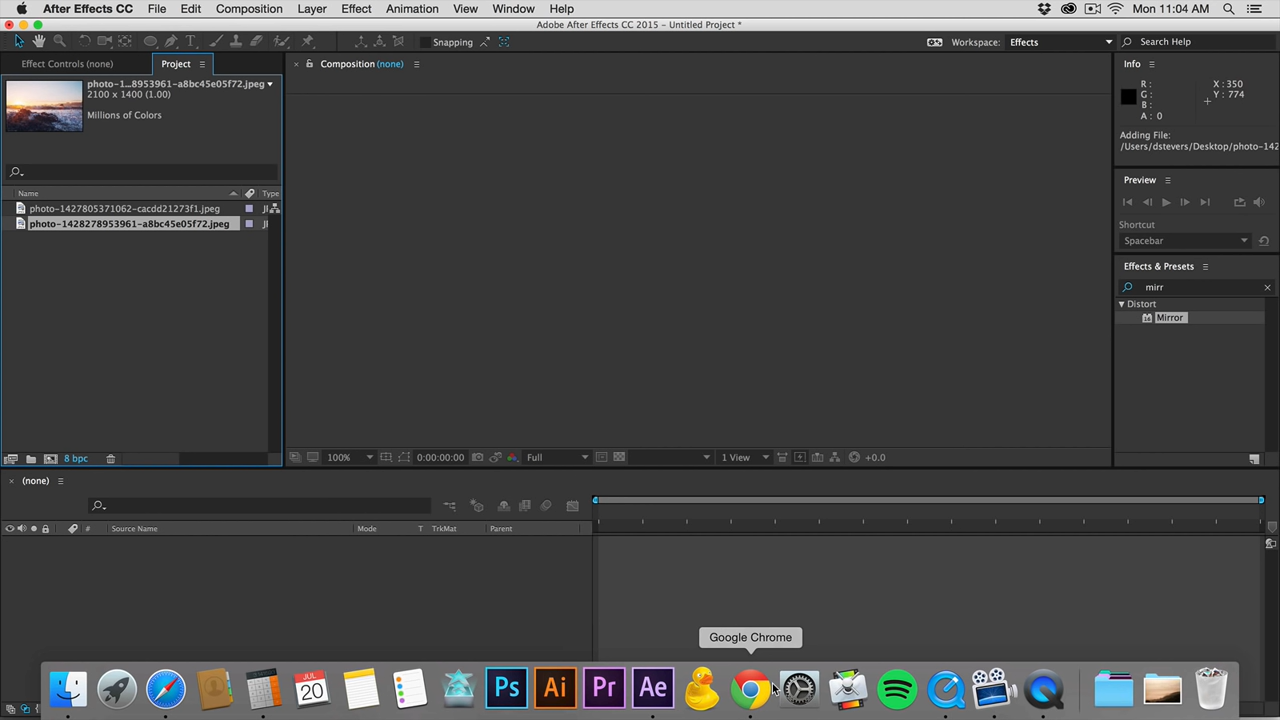 After Effects CC File Edit Composition Layer Effect Animation View Window Help Mon 11:04 AM
Adobe After Effects CC 2015 - Untitled Project *
Snapping Workspace: Effects Search Help
Effect Controls (none) Project Composition (none) Info
photo-1...8953961-a8bc45e05f72.jpeg
2100 x 1400 (1.00)
Millions of Colors
R : X : 350
G : Y : 774
B :
A : 0
Adding File:
/Users/dstevers/Desktop/photo-142
Preview
Shortcut
Spacebar
Name Type
photo-1427805371062-cacdd21273f1.jpeg
photo-1428278953961-a8bc45e05f72.jpeg
Effects & Presets
mirr
Distort
Mirror
8 bpc 100% 0:00:00:00 Full 1 View +0.0
(none)
# Source Name Mode T TrkMat Parent
Google Chrome
JUL
20
Ps Ai Pr Ae